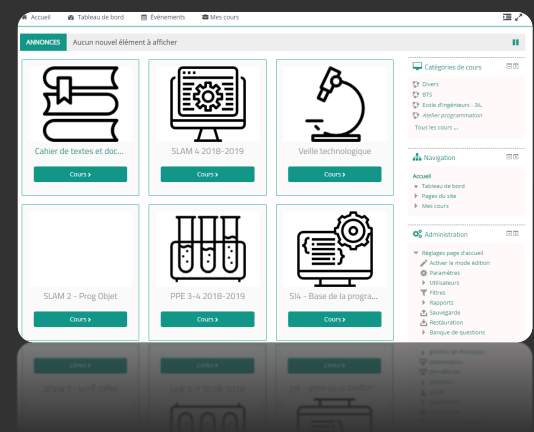 Accueil
Tableau de bord
Événements
Mes cours
ANNONCES
Aucun nouvel élément à afficher
Cahier de textes et doc...
Cours
SLAM 4 2018-2019
Cours
Veille technologique
Cours
SLAM 2 - Prog Objet
Cours
PPE 3-4 2018-2019
Cours
SI4 - Base de la progra...
Cours
Catégories de cours
Divers
BTS
Ecole d'ingénieurs - 3iL
Atelier programmation
Tous les cours ...
Navigation
Accueil
Tableau de bord
Pages du site
Mes cours
Administration
Réglages page d'accueil
Activer le mode édition
Paramètres
Utilisateurs
Filtres
Rapports
Sauvegarde
Restauration
Banque de questions